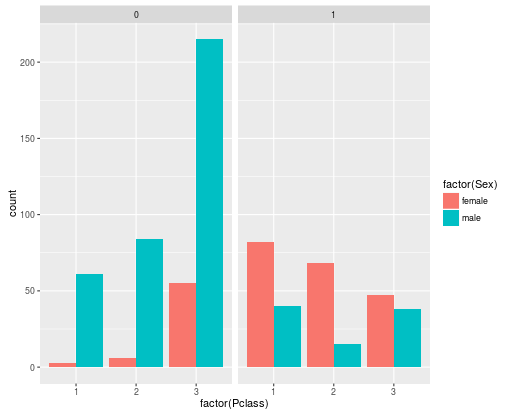 0 1
200
150
100
50
0
count
1 2 3 1 2 3
factor(Pclass)
factor(Sex)
female
male